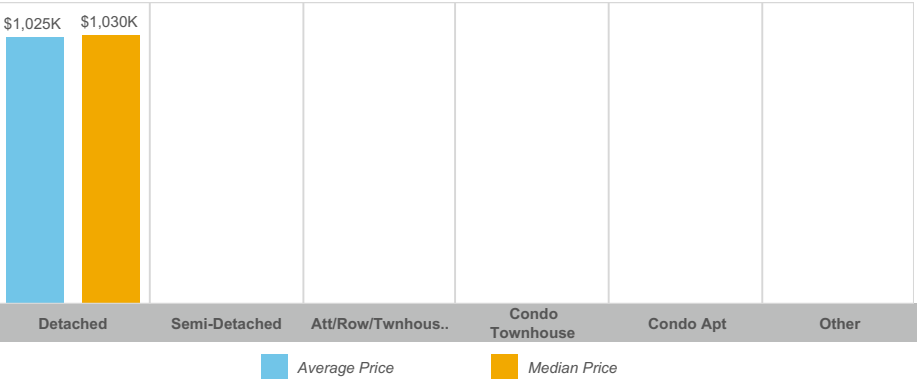 $1,025K
$1,030K
Detached
Semi-Detached
Att/Row/Twnhous..
Condo
Townhouse
Condo Apt
Other
Average Price
Median Price